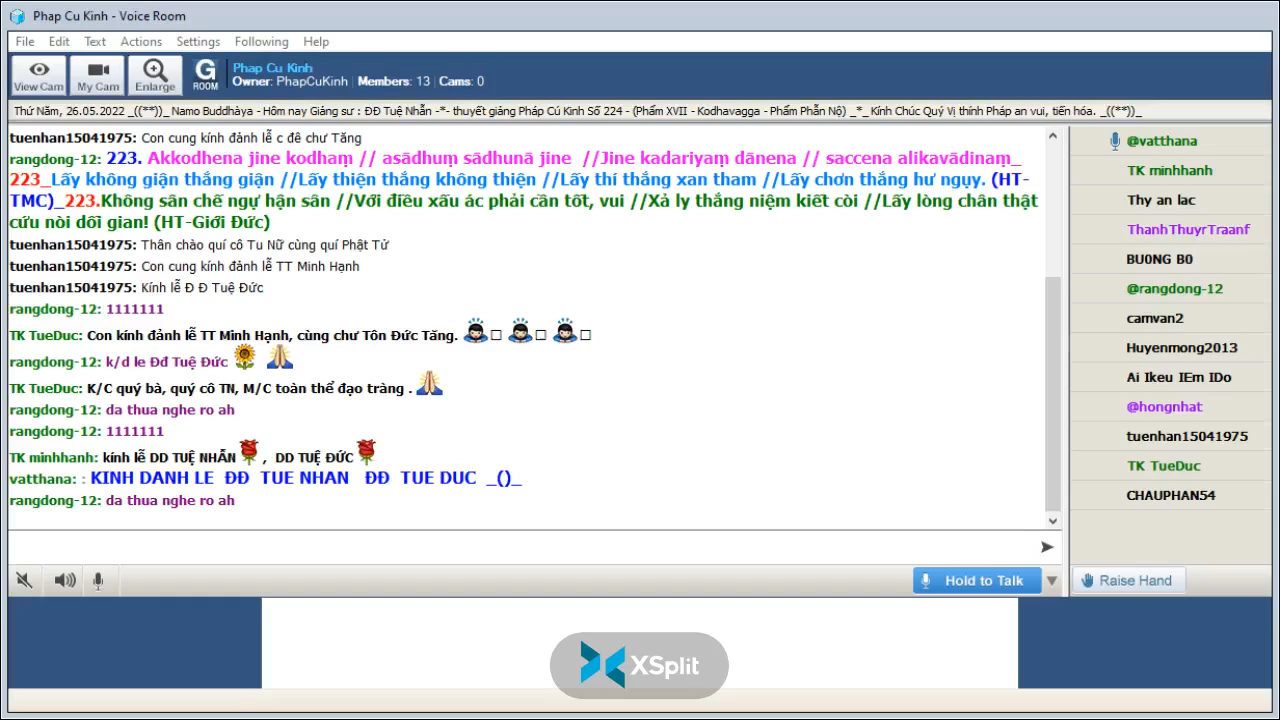 Phap Cu Kinh - Voice Room
File Edit Text Actions Settings Following Help
View Cam My Cam Enlarge G ROOM
Phap Cu Kinh
Owner: PhapCuKinh | Members: 13 | Cams: 0
Thứ Năm, 26.05.2022 _((**))_ Namo Buddhàya - Hôm nay Giảng sư : ĐĐ Tuệ Nhẫn -*- thuyết giảng Pháp Cú Kinh Số 224 - (Phẩm XVII - Kodhavagga - Phẩm Phẫn Nộ) _*_ Kính Chúc Quý Vị thính Pháp an vui, tiến hóa. _((**))_
tuenhan15041975: Con cung kính đảnh lễ c đê chư Tăng
rangdong-12: 223. Akkodhena jine kodhaṃ // asādhuṃ sādhunā jine //Jine kadariyaṃ dānena // saccena alikavādinaṃ_
223_Lấy không giận thắng giận //Lấy thiện thắng không thiện //Lấy thí thắng xan tham //Lấy chơn thắng hư ngụy. (HT-
TMC)_223.Không sân chế ngự hận sân //Với điều xấu ác phải cần tốt, vui //Xả ly thắng niệm kiết còi //Lấy lòng chân thật
cứu nòi dối gian! (HT-Giới Đức)
tuenhan15041975: Thân chào quí cô Tu Nữ cùng quí Phật Tử
tuenhan15041975: Con cung kính đảnh lễ TT Minh Hạnh
tuenhan15041975: Kính lễ Đ Đ Tuệ Đức
rangdong-12: 1111111
TK TueDuc: Con kính đảnh lễ TT Minh Hạnh, cùng chư Tôn Đức Tăng.
rangdong-12: k/d le Đđ Tuệ Đức
TK TueDuc: K/C quý bà, quý cô TN, M/C toàn thể đạo tràng .
rangdong-12: da thua nghe ro ah
rangdong-12: 1111111
TK minhhanh: kính lễ DD TUỆ NHẪN , DD TUỆ ĐỨC
vatthana: : KINH DANH LE ĐĐ TUE NHAN ĐĐ TUE DUC _()_
rangdong-12: da thua nghe ro ah
@vatthana
TK minhhanh
Thy an lac
ThanhThuyrTraanf
BU0NG B0
@rangdong-12
camvan2
Huyenmong2013
Ai Ikeu IEm IDo
@hongnhat
tuenhan15041975
TK TueDuc
CHAUPHAN54
Hold to Talk
Raise Hand
XSplit